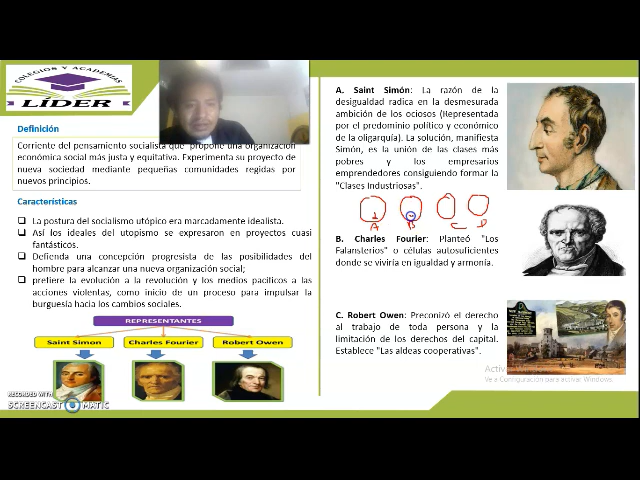 COLEGIOS Y ACADEMIAS
LÍDER
Definición
Corriente del pensamiento socialista que propone una organización
económica social más justa y equitativa. Experimenta su proyecto de
nueva sociedad mediante pequeñas comunidades regidas por
nuevos principios.
Características
La postura del socialismo utópico era marcadamente idealista.
Así los ideales del utopismo se expresaron en proyectos cuasi
fantásticos.
Defienda una concepción progresista de las posibilidades del
hombre para alcanzar una nueva organización social;
prefiere la evolución a la revolución y los medios pacíficos a las
acciones violentas, como inicio de un proceso para impulsar la
burguesía hacia los cambios sociales.
REPRESENTANTES
Saint Simon
Charles Fourier
Robert Owen
RECORDED WITH
SCREENCAST MATIC
A. Saint Simón: La razón de la
desigualdad radica en la desmesurada
ambición de los ociosos (Representada
por el predominio político y económico
de la oligarquía). La solución, manifiesta
Simón, es la unión de las clases más
pobres y los empresarios
emprendedores consiguiendo formar la
"Clases Industriosas".
A B C D
B. Charles Fourier: Planteó "Los
Falansterios" o células autosuficientes
donde se viviría en igualdad y armonía.
C. Robert Owen: Preconizó el derecho
al trabajo de toda persona y la
limitación de los derechos del capital.
Establece "Las aldeas cooperativas".
Ve a Configuración para activar Windows.